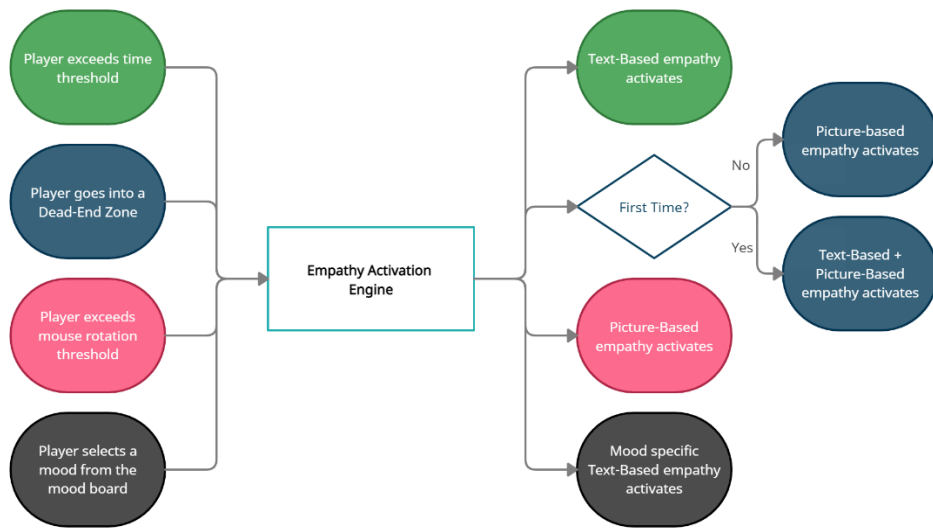 Player exceeds time
threshold
Player goes into a
Dead-End Zone
Player exceeds
mouse rotation
threshold
Player selects a
mood from the
mood board
Empathy Activation
Engine
Text-Based empathy
activates
First Time?
No
Yes
Picture-based
empathy activates
Text-Based +
Picture-Based
empathy activates
Picture-Based
empathy activates
Mood specific
Text-Based empathy
activates